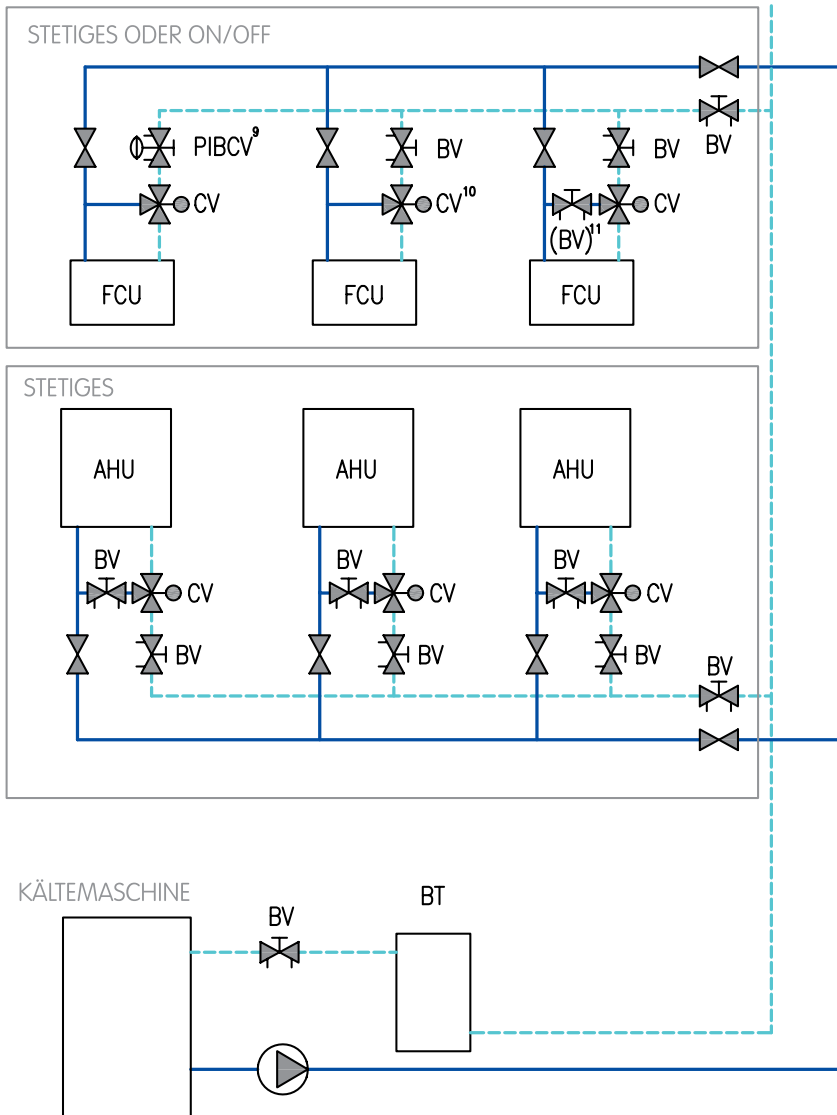 STETIGES ODER ON/OFF
BV
PIBCV⁹
BV
BV
CV
CV¹⁰
CV
(BV)¹¹
FCU
FCU
FCU
STETIGES
AHU
AHU
AHU
BV
BV
BV
CV
CV
CV
BV
BV
BV
BV
KÄLTEMASCHINE
BV
BT